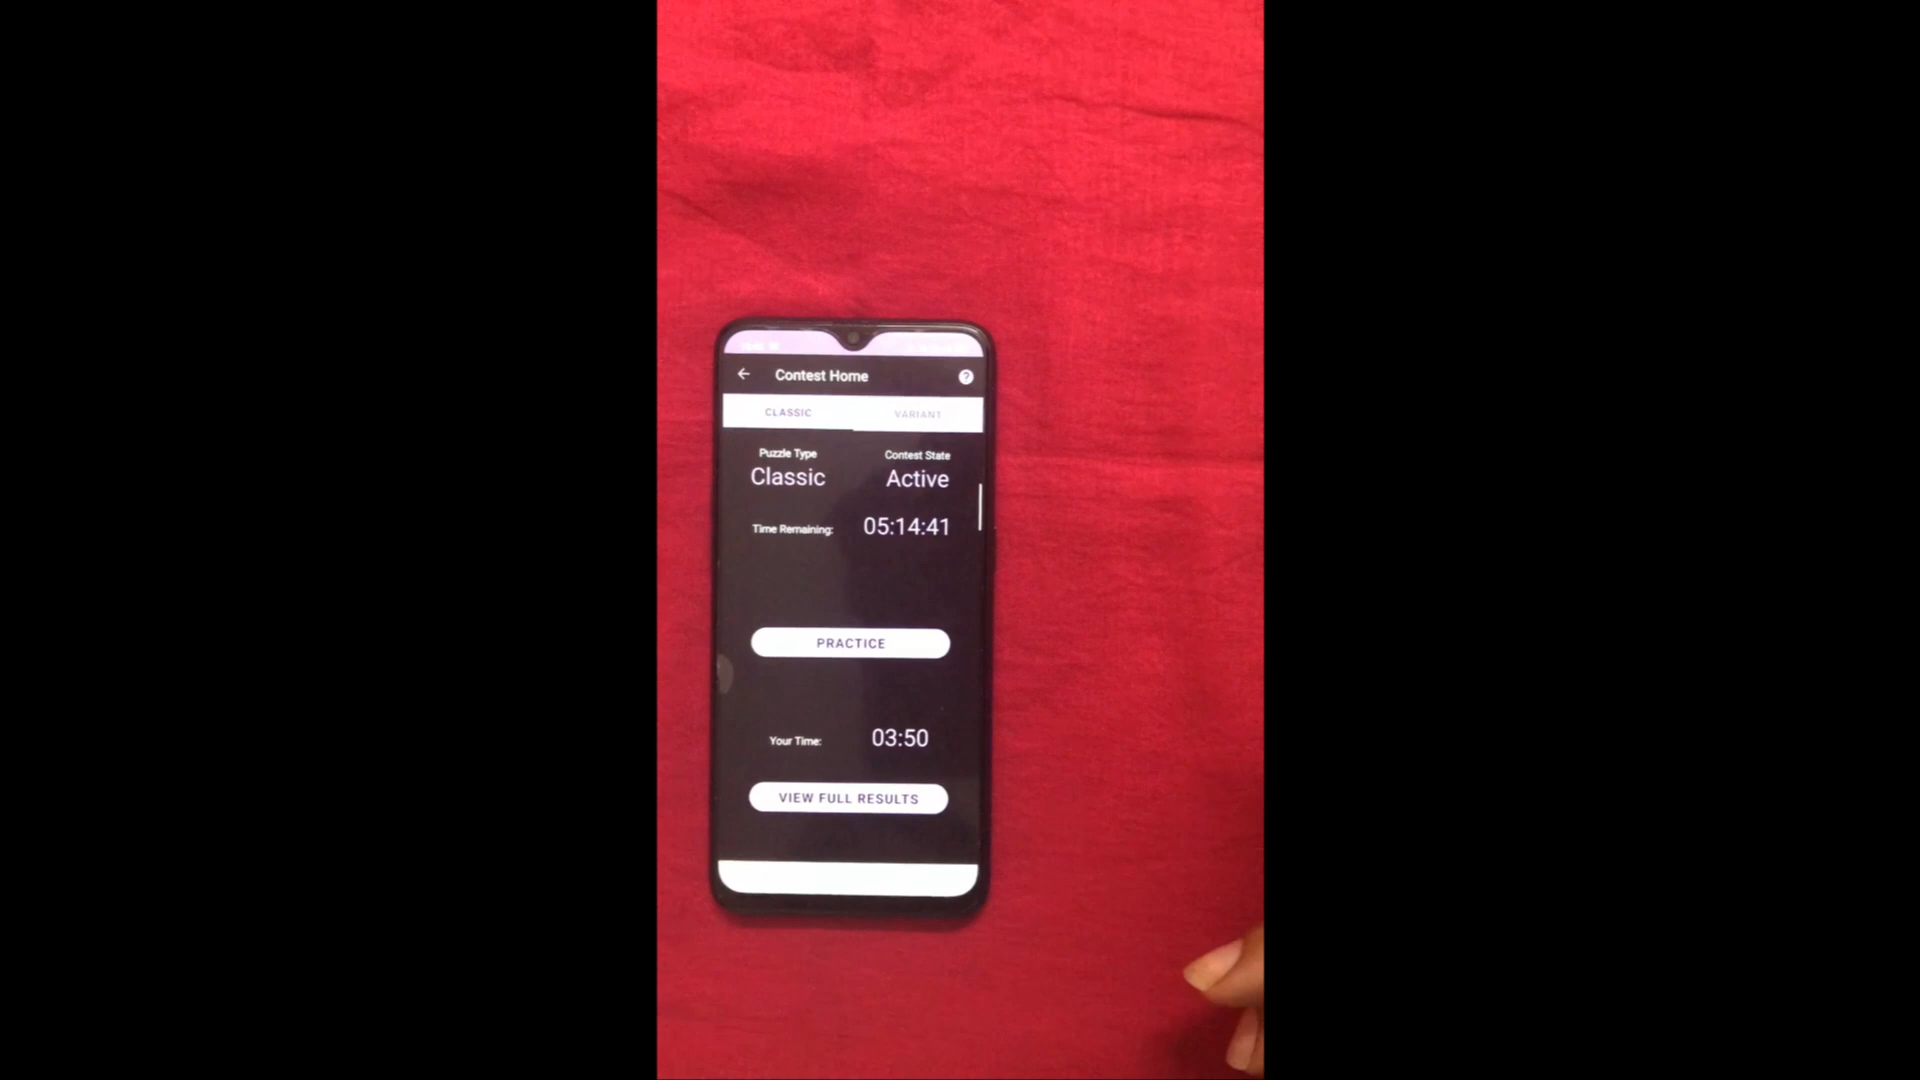 Contest Home
?
CLASSIC VARIANT
Puzzle Type Contest State
Classic Active
Time Remaining: 05:14:41
PRACTICE
Your Time: 03:50
VIEW FULL RESULTS